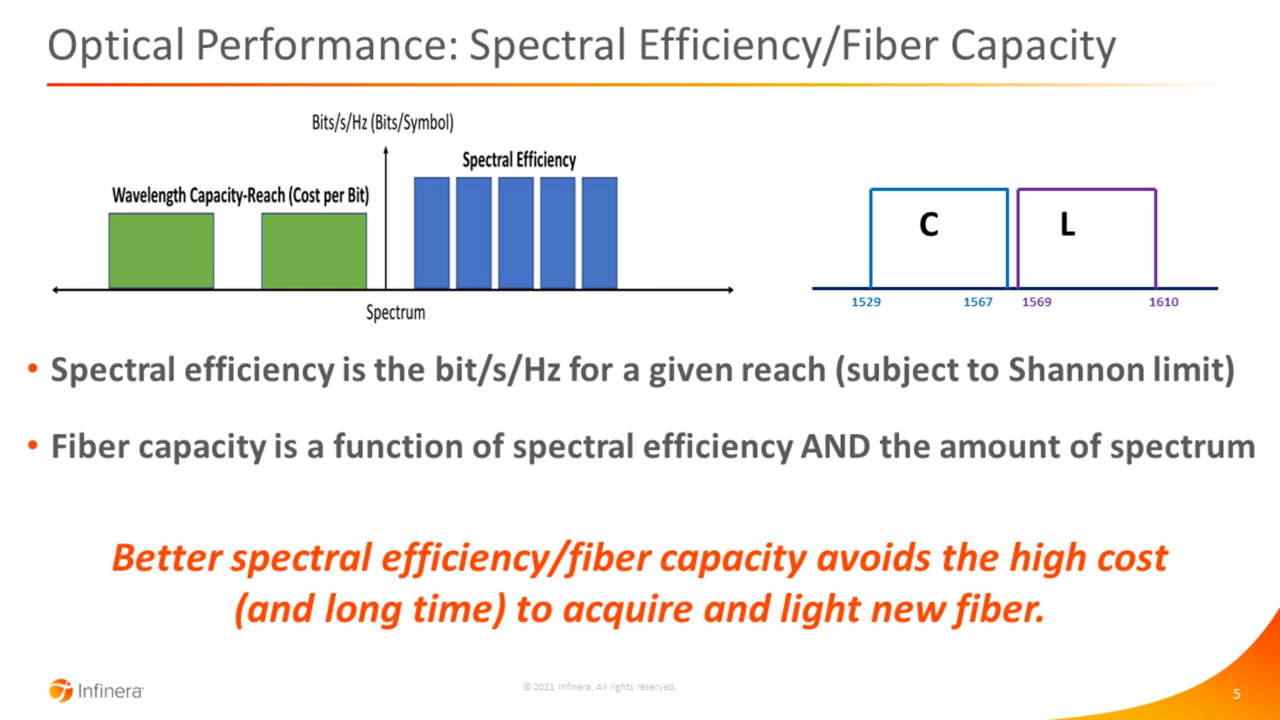 Optical Performance: Spectral Efficiency/Fiber Capacity
Bits/s/Hz (Bits/Symbol)
Spectral Efficiency
Wavelength Capacity-Reach (Cost per Bit)
Spectrum
C
L
1529
1567
1569
1610
• Spectral efficiency is the bit/s/Hz for a given reach (subject to Shannon limit)
• Fiber capacity is a function of spectral efficiency AND the amount of spectrum
Better spectral efficiency/fiber capacity avoids the high cost
(and long time) to acquire and light new fiber.
Infinera
© 2021 Infinera. All rights reserved.
5